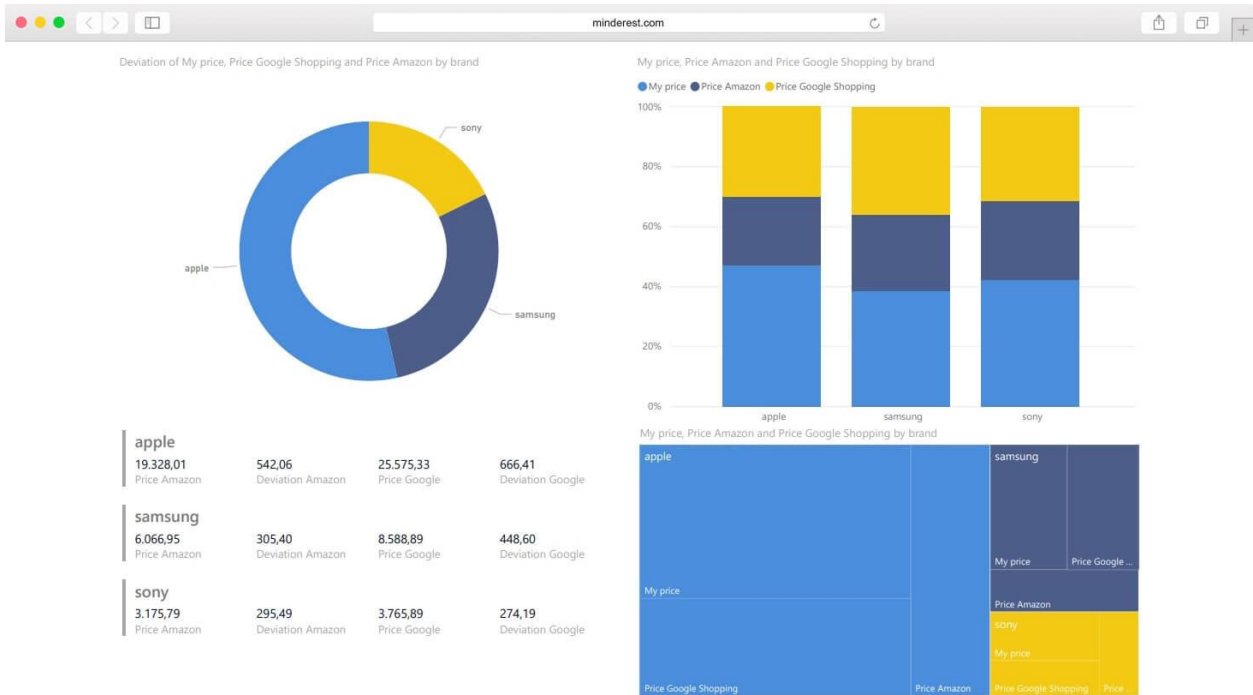 minderest.com
Deviation of My price, Price Google Shopping and Price Amazon by brand
sony
apple
samsung
apple
19.328,01 542,06 25.575,33 666,41
Price Amazon Deviation Amazon Price Google Deviation Google
samsung
6.066,95 305,40 8.588,89 448,60
Price Amazon Deviation Amazon Price Google Deviation Google
sony
3.175,79 295,49 3.765,89 274,19
Price Amazon Deviation Amazon Price Google Deviation Google
My price, Price Amazon and Price Google Shopping by brand
My price Price Amazon Price Google Shopping
100%
80%
60%
40%
20%
0%
apple samsung sony
My price, Price Amazon and Price Google Shopping by brand
apple samsung
My price Price Google ...
My price
Price Amazon
sony
My price
Price Google Shopping Price Amazon Price Google Shopping Price ...